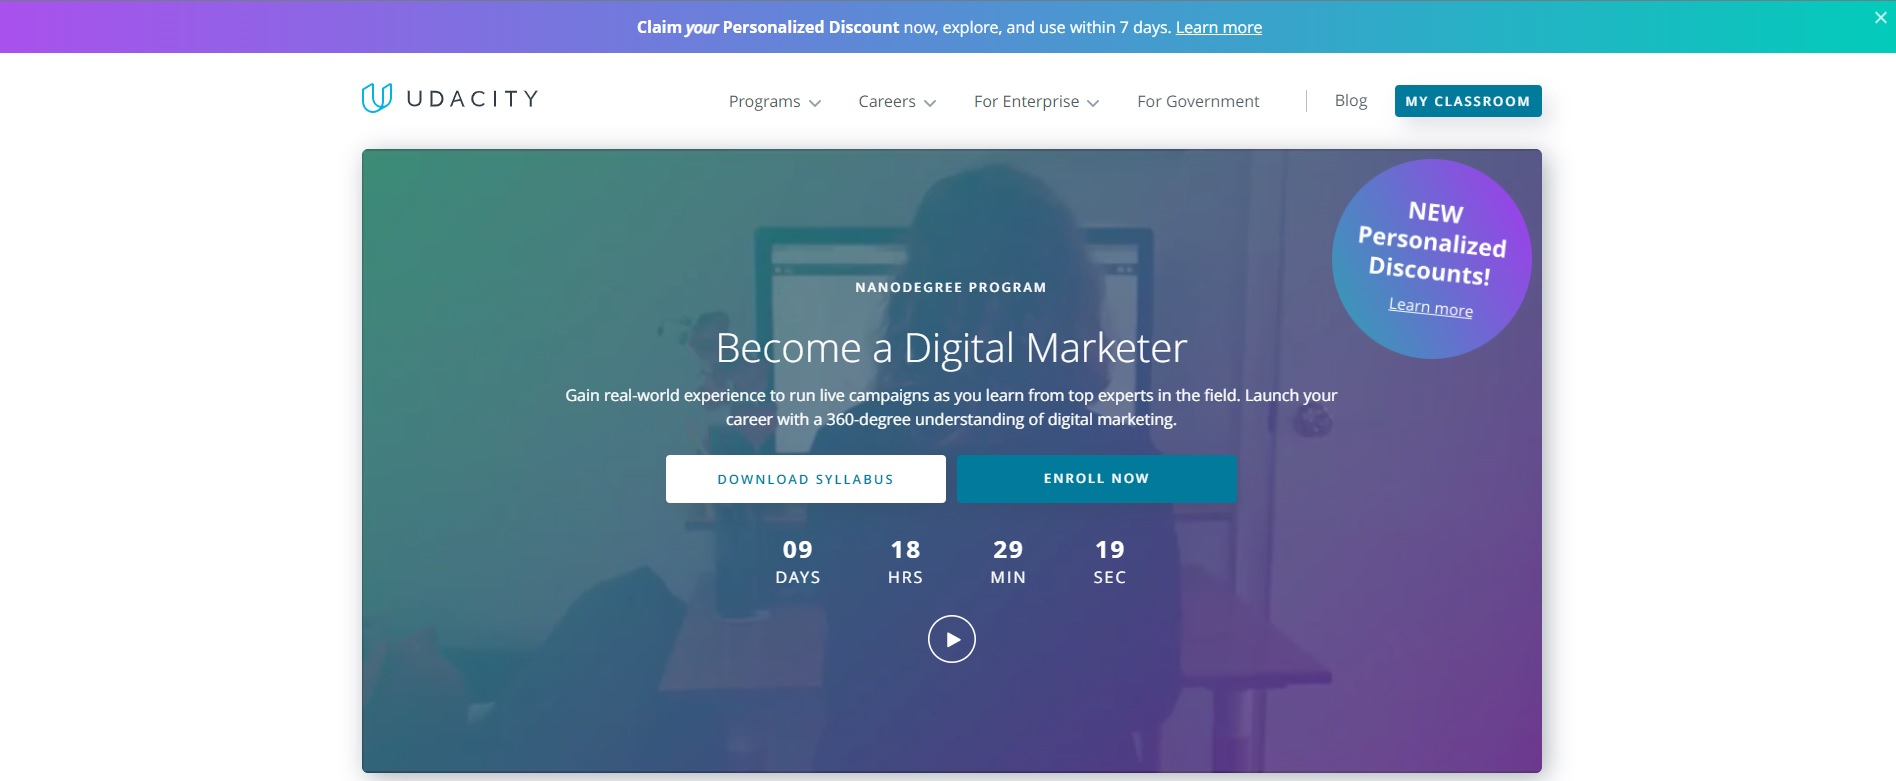 Claim your Personalized Discount now, explore, and use within 7 days. Learn more
UDACITY
Programs
Careers
For Enterprise
For Government
Blog
MY CLASSROOM
NEW
Personalized
Discounts!
Learn more
NANODEGREE PROGRAM
Become a Digital Marketer
Gain real-world experience to run live campaigns as you learn from top experts in the field. Launch your
career with a 360-degree understanding of digital marketing.
DOWNLOAD SYLLABUS
ENROLL NOW
09 18 29 19
DAYS HRS MIN SEC